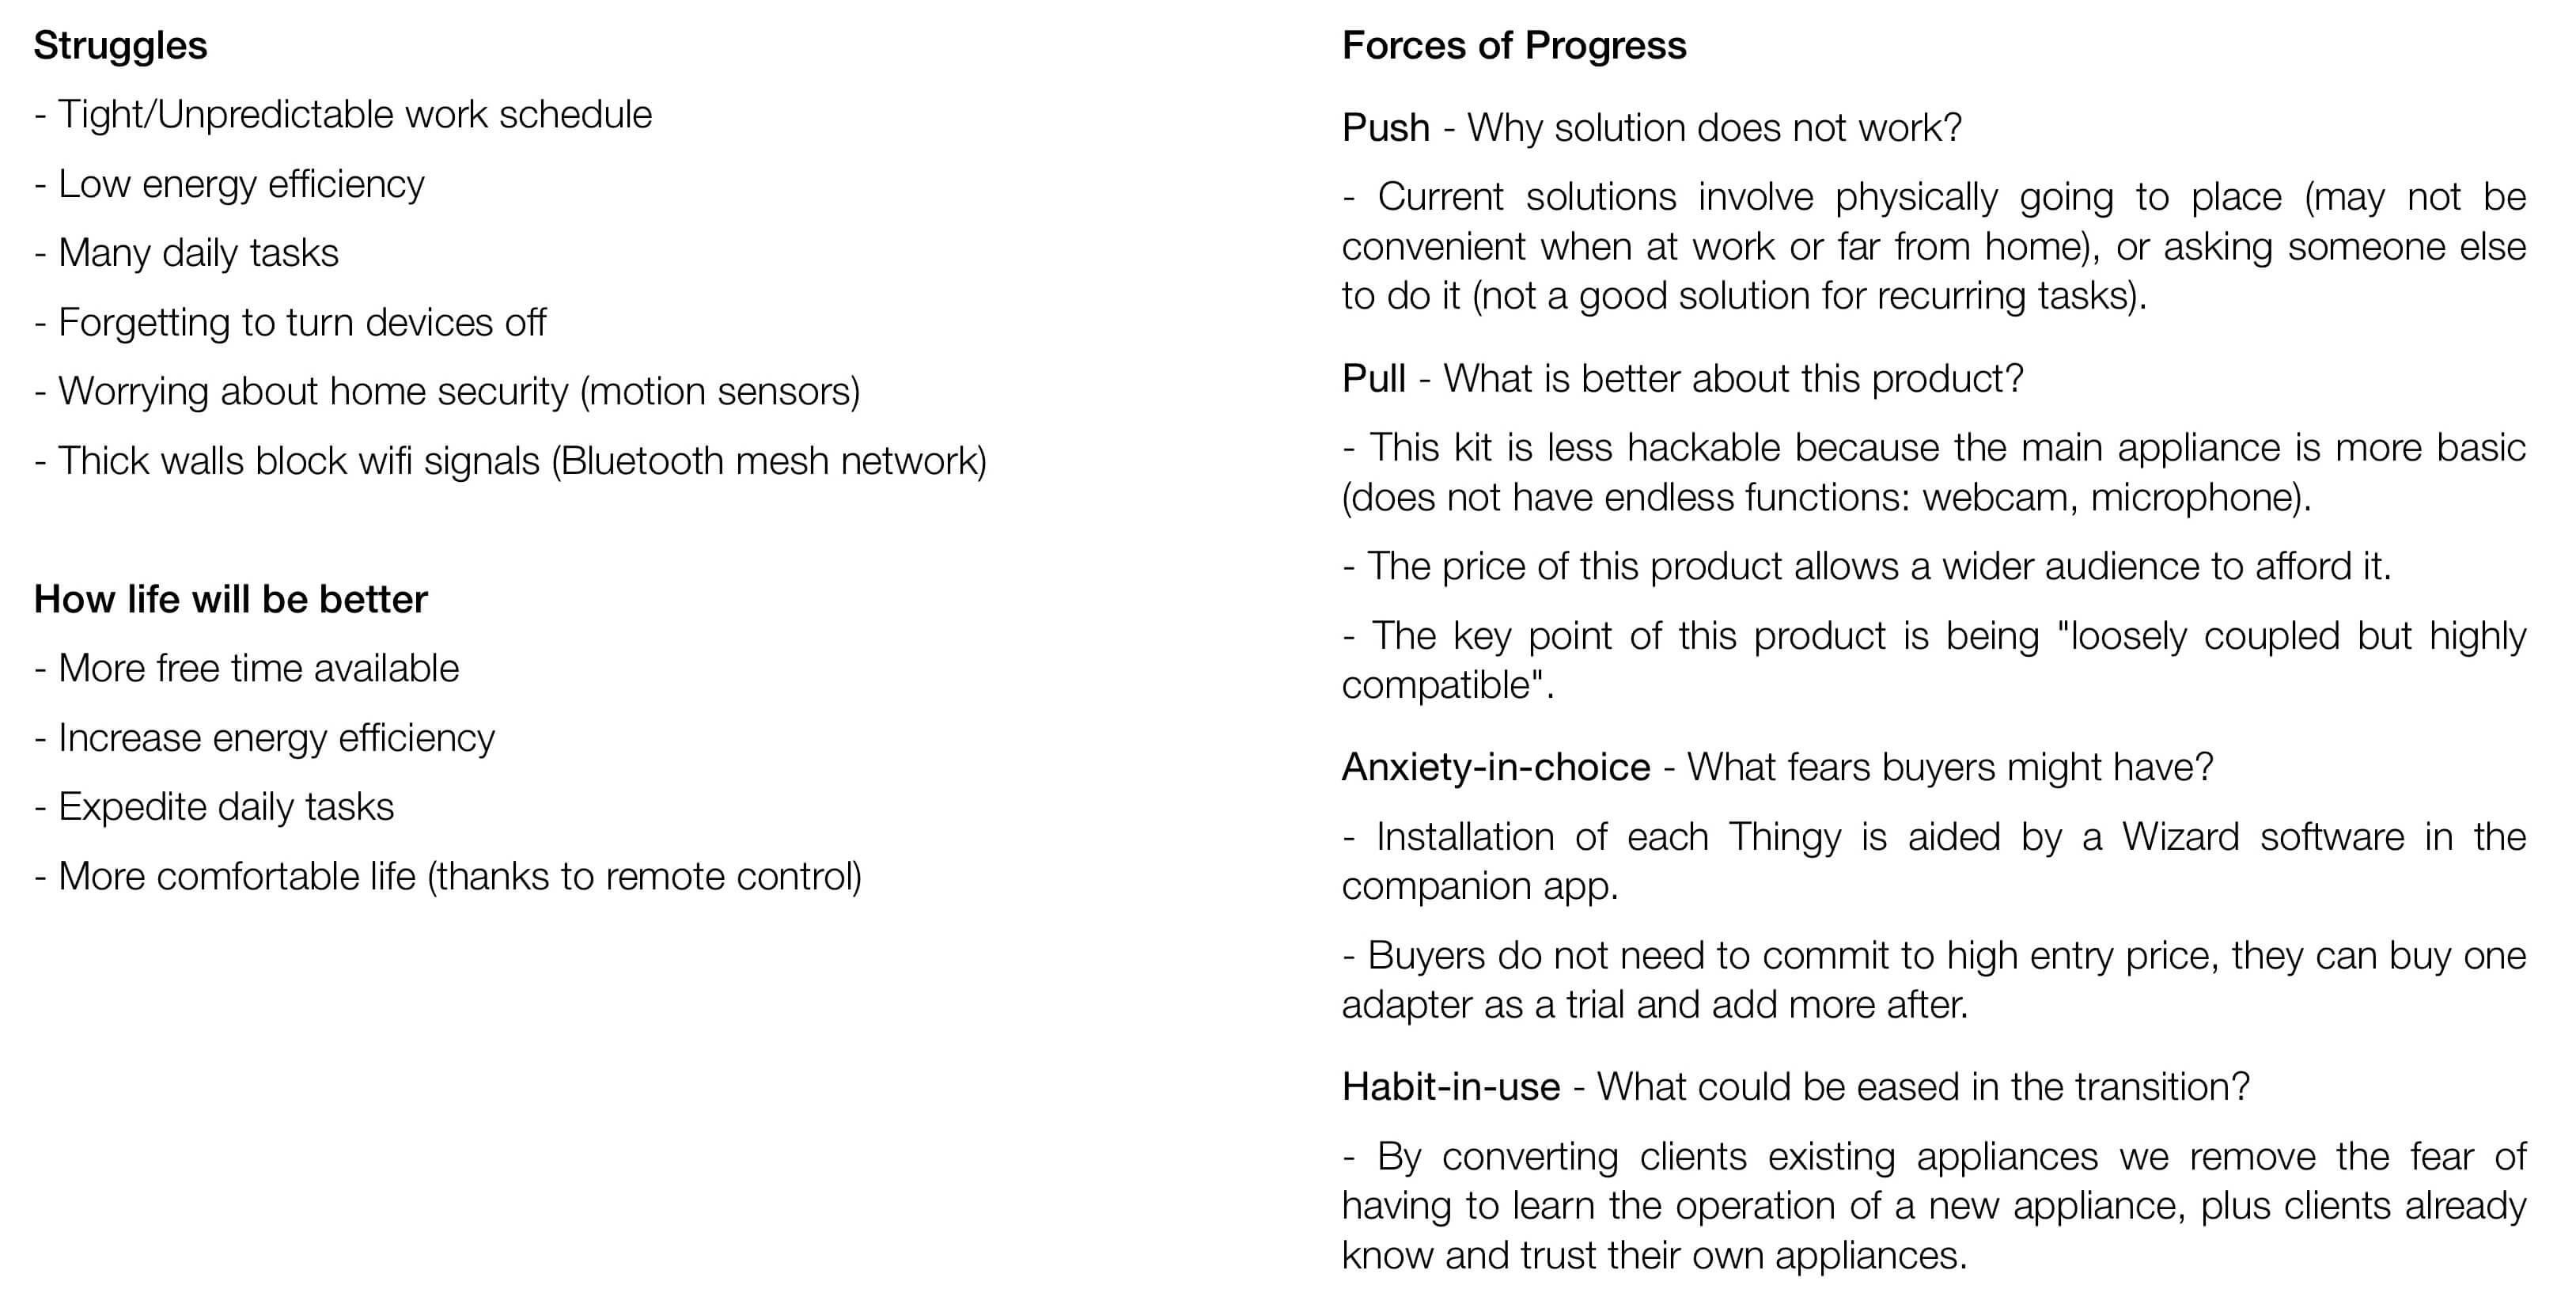 Struggles
- Tight/Unpredictable work schedule
- Low energy efficiency
- Many daily tasks
- Forgetting to turn devices off
- Worrying about home security (motion sensors)
- Thick walls block wifi signals (Bluetooth mesh network)
How life will be better
- More free time available
- Increase energy efficiency
- Expedite daily tasks
- More comfortable life (thanks to remote control)
Forces of Progress
Push - Why solution does not work?
- Current solutions involve physically going to place (may not be
convenient when at work or far from home), or asking someone else
to do it (not a good solution for recurring tasks).
Pull - What is better about this product?
- This kit is less hackable because the main appliance is more basic
(does not have endless functions: webcam, microphone).
- The price of this product allows a wider audience to afford it.
- The key point of this product is being "loosely coupled but highly
compatible".
Anxiety-in-choice - What fears buyers might have?
- Installation of each Thingy is aided by a Wizard software in the
companion app.
- Buyers do not need to commit to high entry price, they can buy one
adapter as a trial and add more after.
Habit-in-use - What could be eased in the transition?
- By converting clients existing appliances we remove the fear of
having to learn the operation of a new appliance, plus clients already
know and trust their own appliances.